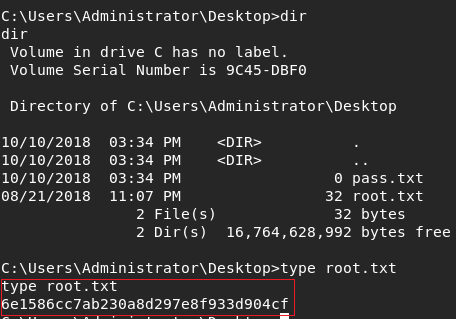 C:\Users\Administrator\Desktop>dir
dir
 Volume in drive C has no label.
 Volume Serial Number is 9C45-DBF0

 Directory of C:\Users\Administrator\Desktop

10/10/2018  03:34 PM    <DIR>          .
10/10/2018  03:34 PM    <DIR>          ..
10/10/2018  03:34 PM                 0 pass.txt
08/21/2018  11:07 PM                32 root.txt
               2 File(s)             32 bytes
               2 Dir(s)  16,764,628,992 bytes free

C:\Users\Administrator\Desktop>type root.txt
type root.txt
6e1586cc7ab230a8d297e8f933d904cf